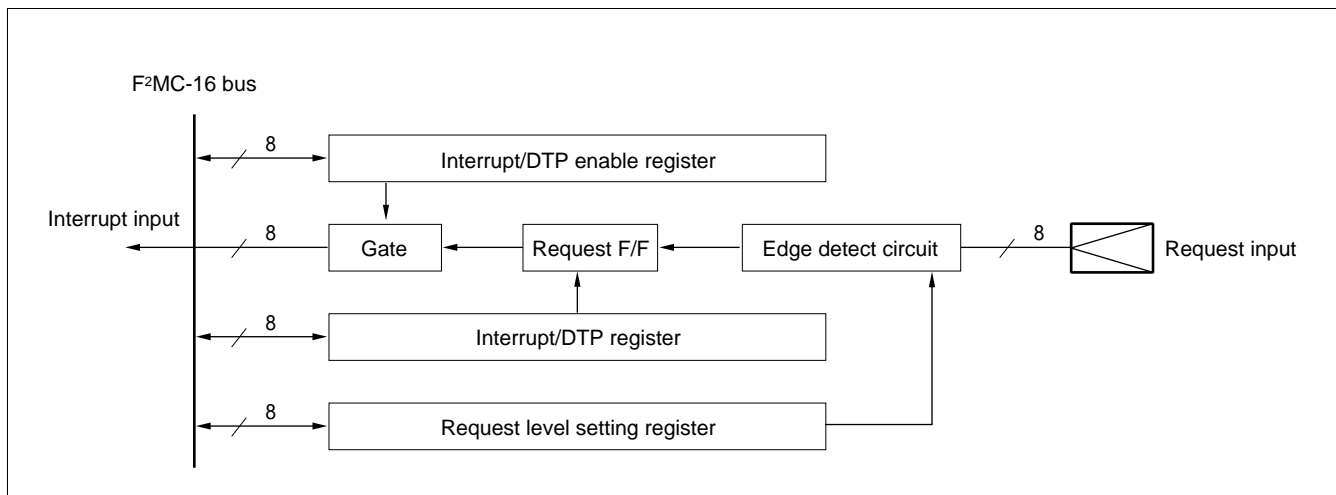 F²MC-16 bus
8
Interrupt/DTP enable register
Interrupt input
8
Gate
Request F/F
Edge detect circuit
8
Request input
8
Interrupt/DTP register
8
Request level setting register